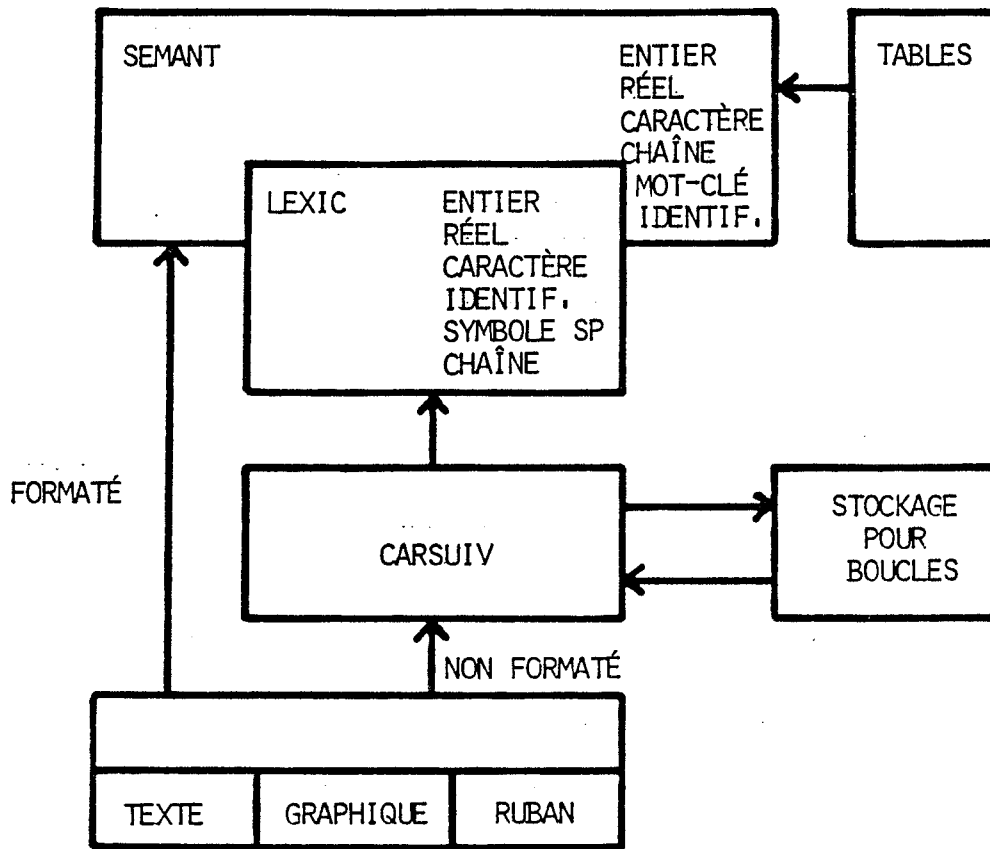 SEMANT
ENTIER
RÉEL
CARACTÈRE
CHAÎNE
MOT-CLÉ
IDENTIF.
TABLES
LEXIC
ENTIER
RÉEL
CARACTÈRE
IDENTIF.
SYMBOLE SP
CHAÎNE
FORMATÉ
CARSUIV
STOCKAGE
POUR
BOUCLES
NON FORMATÉ
TEXTE
GRAPHIQUE
RUBAN